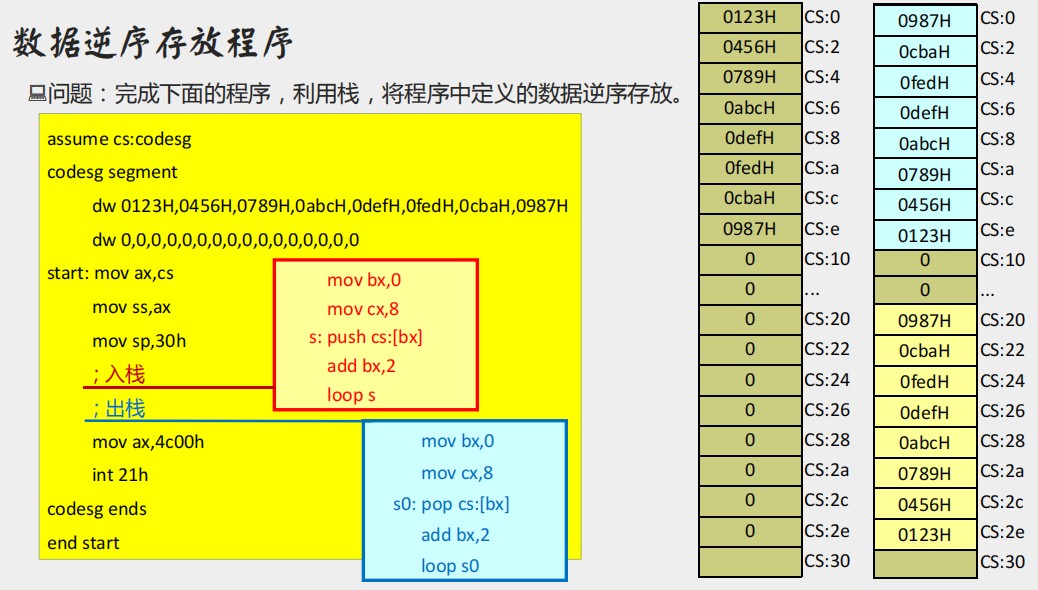 数据逆序存放程序
问题：完成下面的程序，利用栈，将程序中定义的数据逆序存放。
assume cs:codesg
codesg segment
dw 0123H,0456H,0789H,0abcH,0defH,0fedH,0cbaH,0987H
dw 0,0,0,0,0,0,0,0,0,0,0,0,0,0,0,0
start: mov ax,cs
mov ss,ax
mov sp,30h
; 入栈
; 出栈
mov ax,4c00h
int 21h
codesg ends
end start
mov bx,0
mov cx,8
s: push cs:[bx]
add bx,2
loop s
mov bx,0
mov cx,8
s0: pop cs:[bx]
add bx,2
loop s0
0123H CS:0
0456H CS:2
0789H CS:4
0abcH CS:6
0defH CS:8
0fedH CS:a
0cbaH CS:c
0987H CS:e
0 CS:10
0 ...
0 CS:20
0 CS:22
0 CS:24
0 CS:26
0 CS:28
0 CS:2a
0 CS:2c
0 CS:2e
CS:30
0987H CS:0
0cbaH CS:2
0fedH CS:4
0defH CS:6
0abcH CS:8
0789H CS:a
0456H CS:c
0123H CS:e
0 CS:10
0 ...
0987H CS:20
0cbaH CS:22
0fedH CS:24
0defH CS:26
0abcH CS:28
0789H CS:2a
0456H CS:2c
0123H CS:2e
CS:30